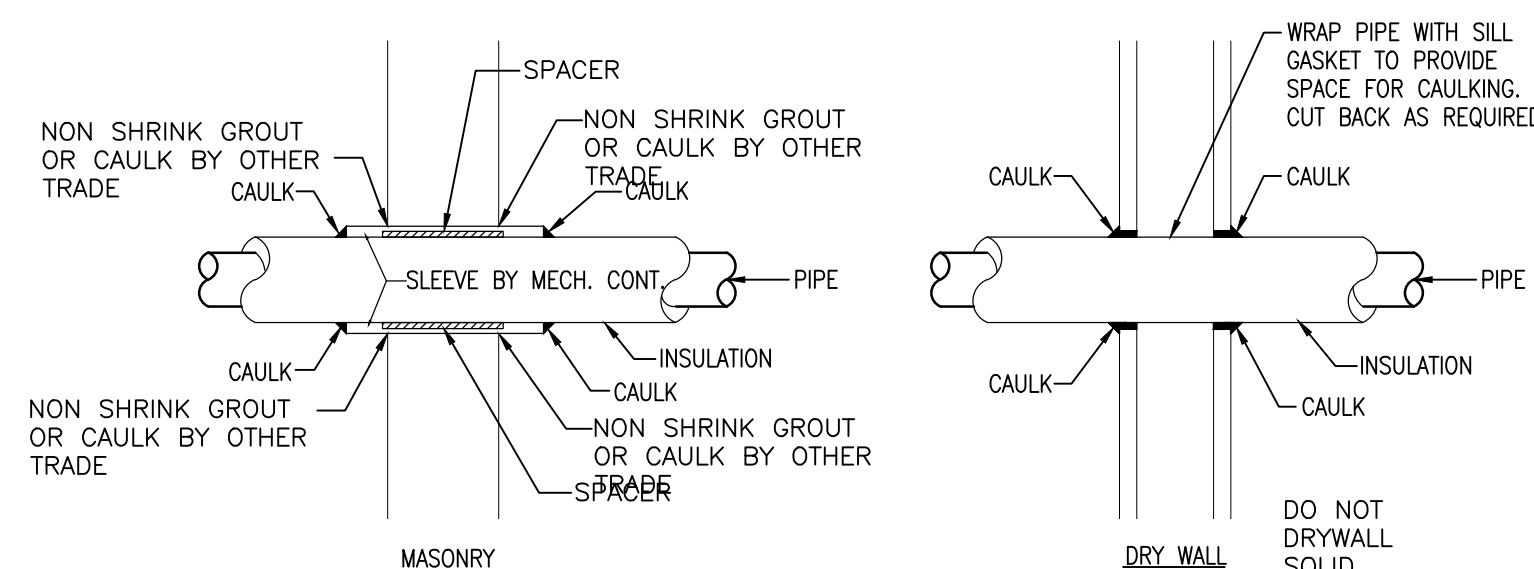 SPACER
NON SHRINK GROUT
OR CAULK BY OTHER
TRADE
NON SHRINK GROUT
OR CAULK BY OTHER
TRADE
CAULK
CAULK
SLEEVE BY MECH. CONT.
PIPE
INSULATION
CAULK
CAULK
NON SHRINK GROUT
OR CAULK BY OTHER
TRADE
NON SHRINK GROUT
OR CAULK BY OTHER
TRADE
SPACER
MASONRY
WRAP PIPE WITH SILL
GASKET TO PROVIDE
SPACE FOR CAULKING.
CUT BACK AS REQUIRED
CAULK
CAULK
PIPE
INSULATION
CAULK
CAULK
DRY WALL
DO NOT
DRYWALL
SOLID